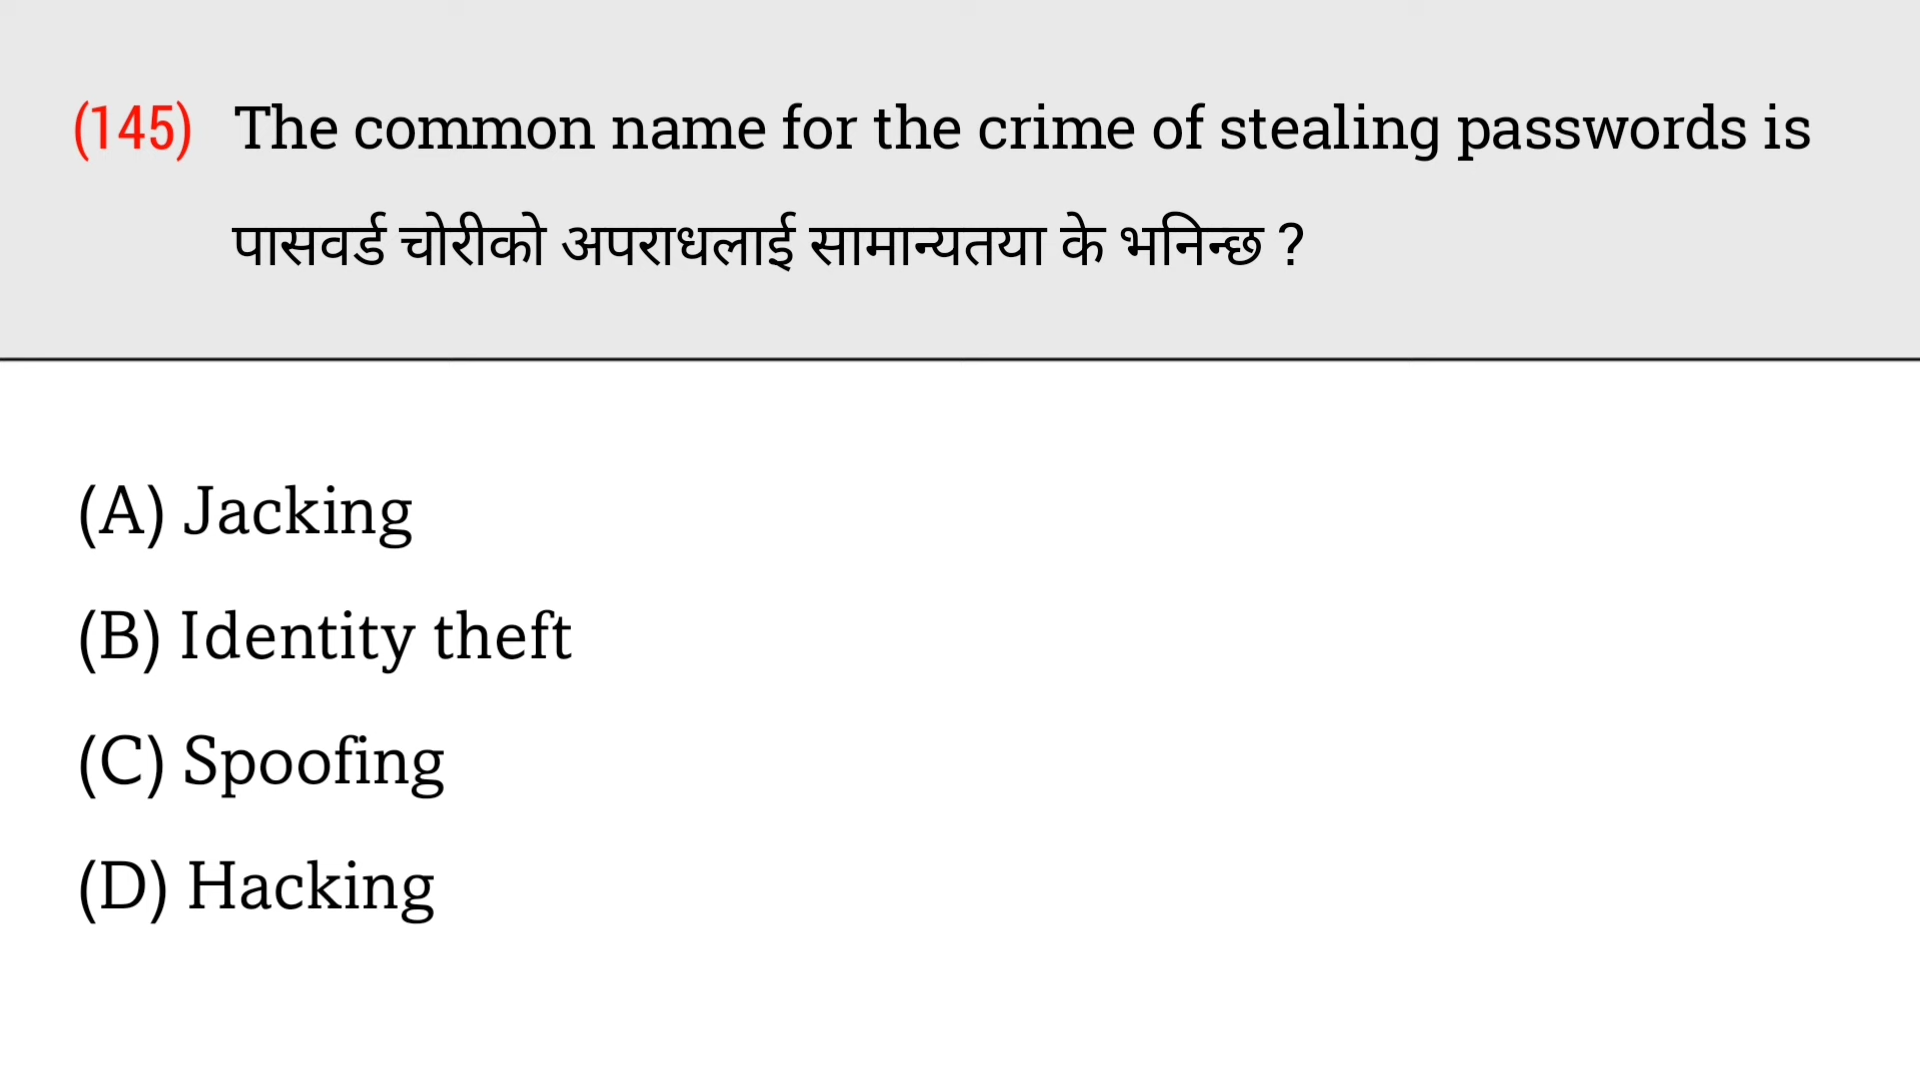 (145) The common name for the crime of stealing passwords is
पासवर्ड चोरीको अपराधलाई सामान्यतया के भनिन्छ ?
(A) Jacking
(B) Identity theft
(C) Spoofing
(D) Hacking